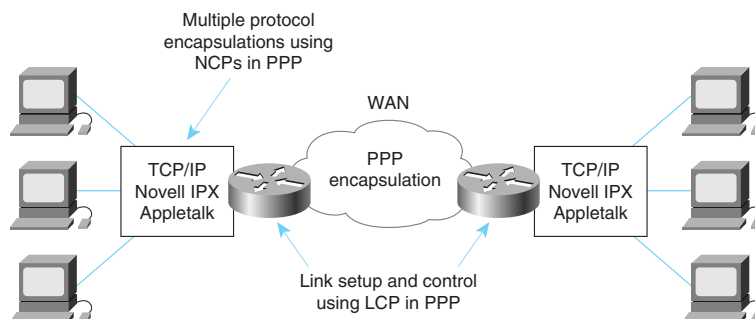 Multiple protocol
encapsulations using
NCPs in PPP
WAN
TCP/IP
Novell IPX
Appletalk
PPP
encapsulation
TCP/IP
Novell IPX
Appletalk
Link setup and control
using LCP in PPP